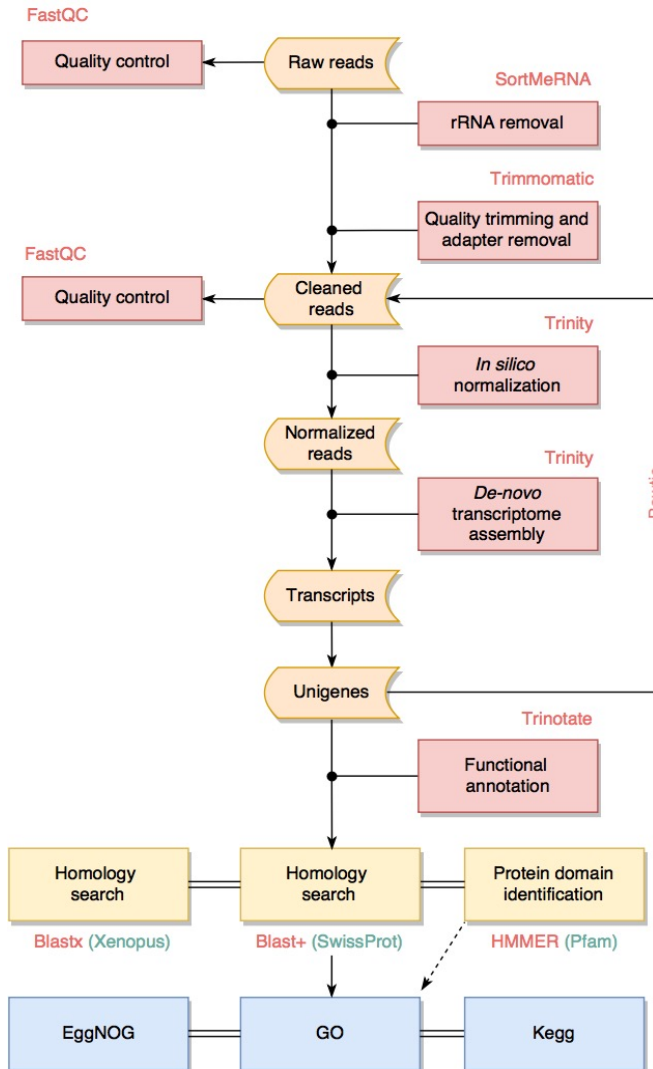 FastQC
Quality control
Raw reads
SortMeRNA
rRNA removal
Trimmomatic
Quality trimming and
adapter removal
FastQC
Quality control
Cleaned
reads
Trinity
In silico
normalization
Normalized
reads
Trinity
De-novo
transcriptome
assembly
Transcripts
Unigenes
Trinotate
Functional
annotation
Homology
search
Homology
search
Protein domain
identification
Blastx (Xenopus)
Blast+ (SwissProt)
HMMER (Pfam)
EggNOG
GO
Kegg